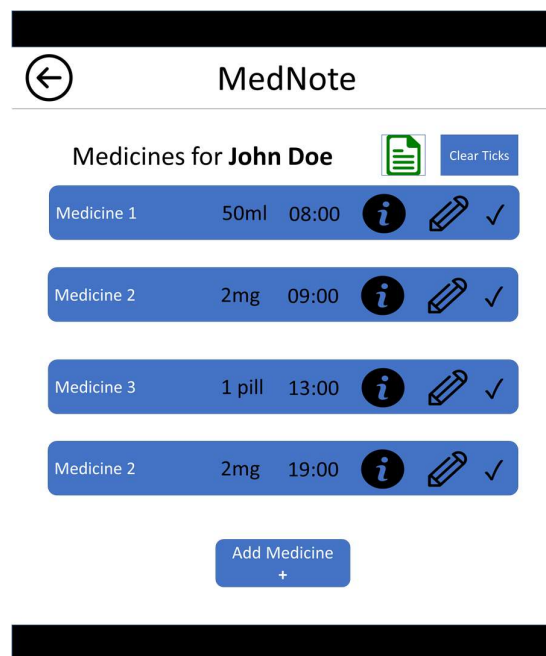 MedNote
Medicines for John Doe
Clear Ticks
Medicine 1 50ml 08:00 i ✓
Medicine 2 2mg 09:00 i ✓
Medicine 3 1 pill 13:00 i ✓
Medicine 2 2mg 19:00 i ✓
Add Medicine
+